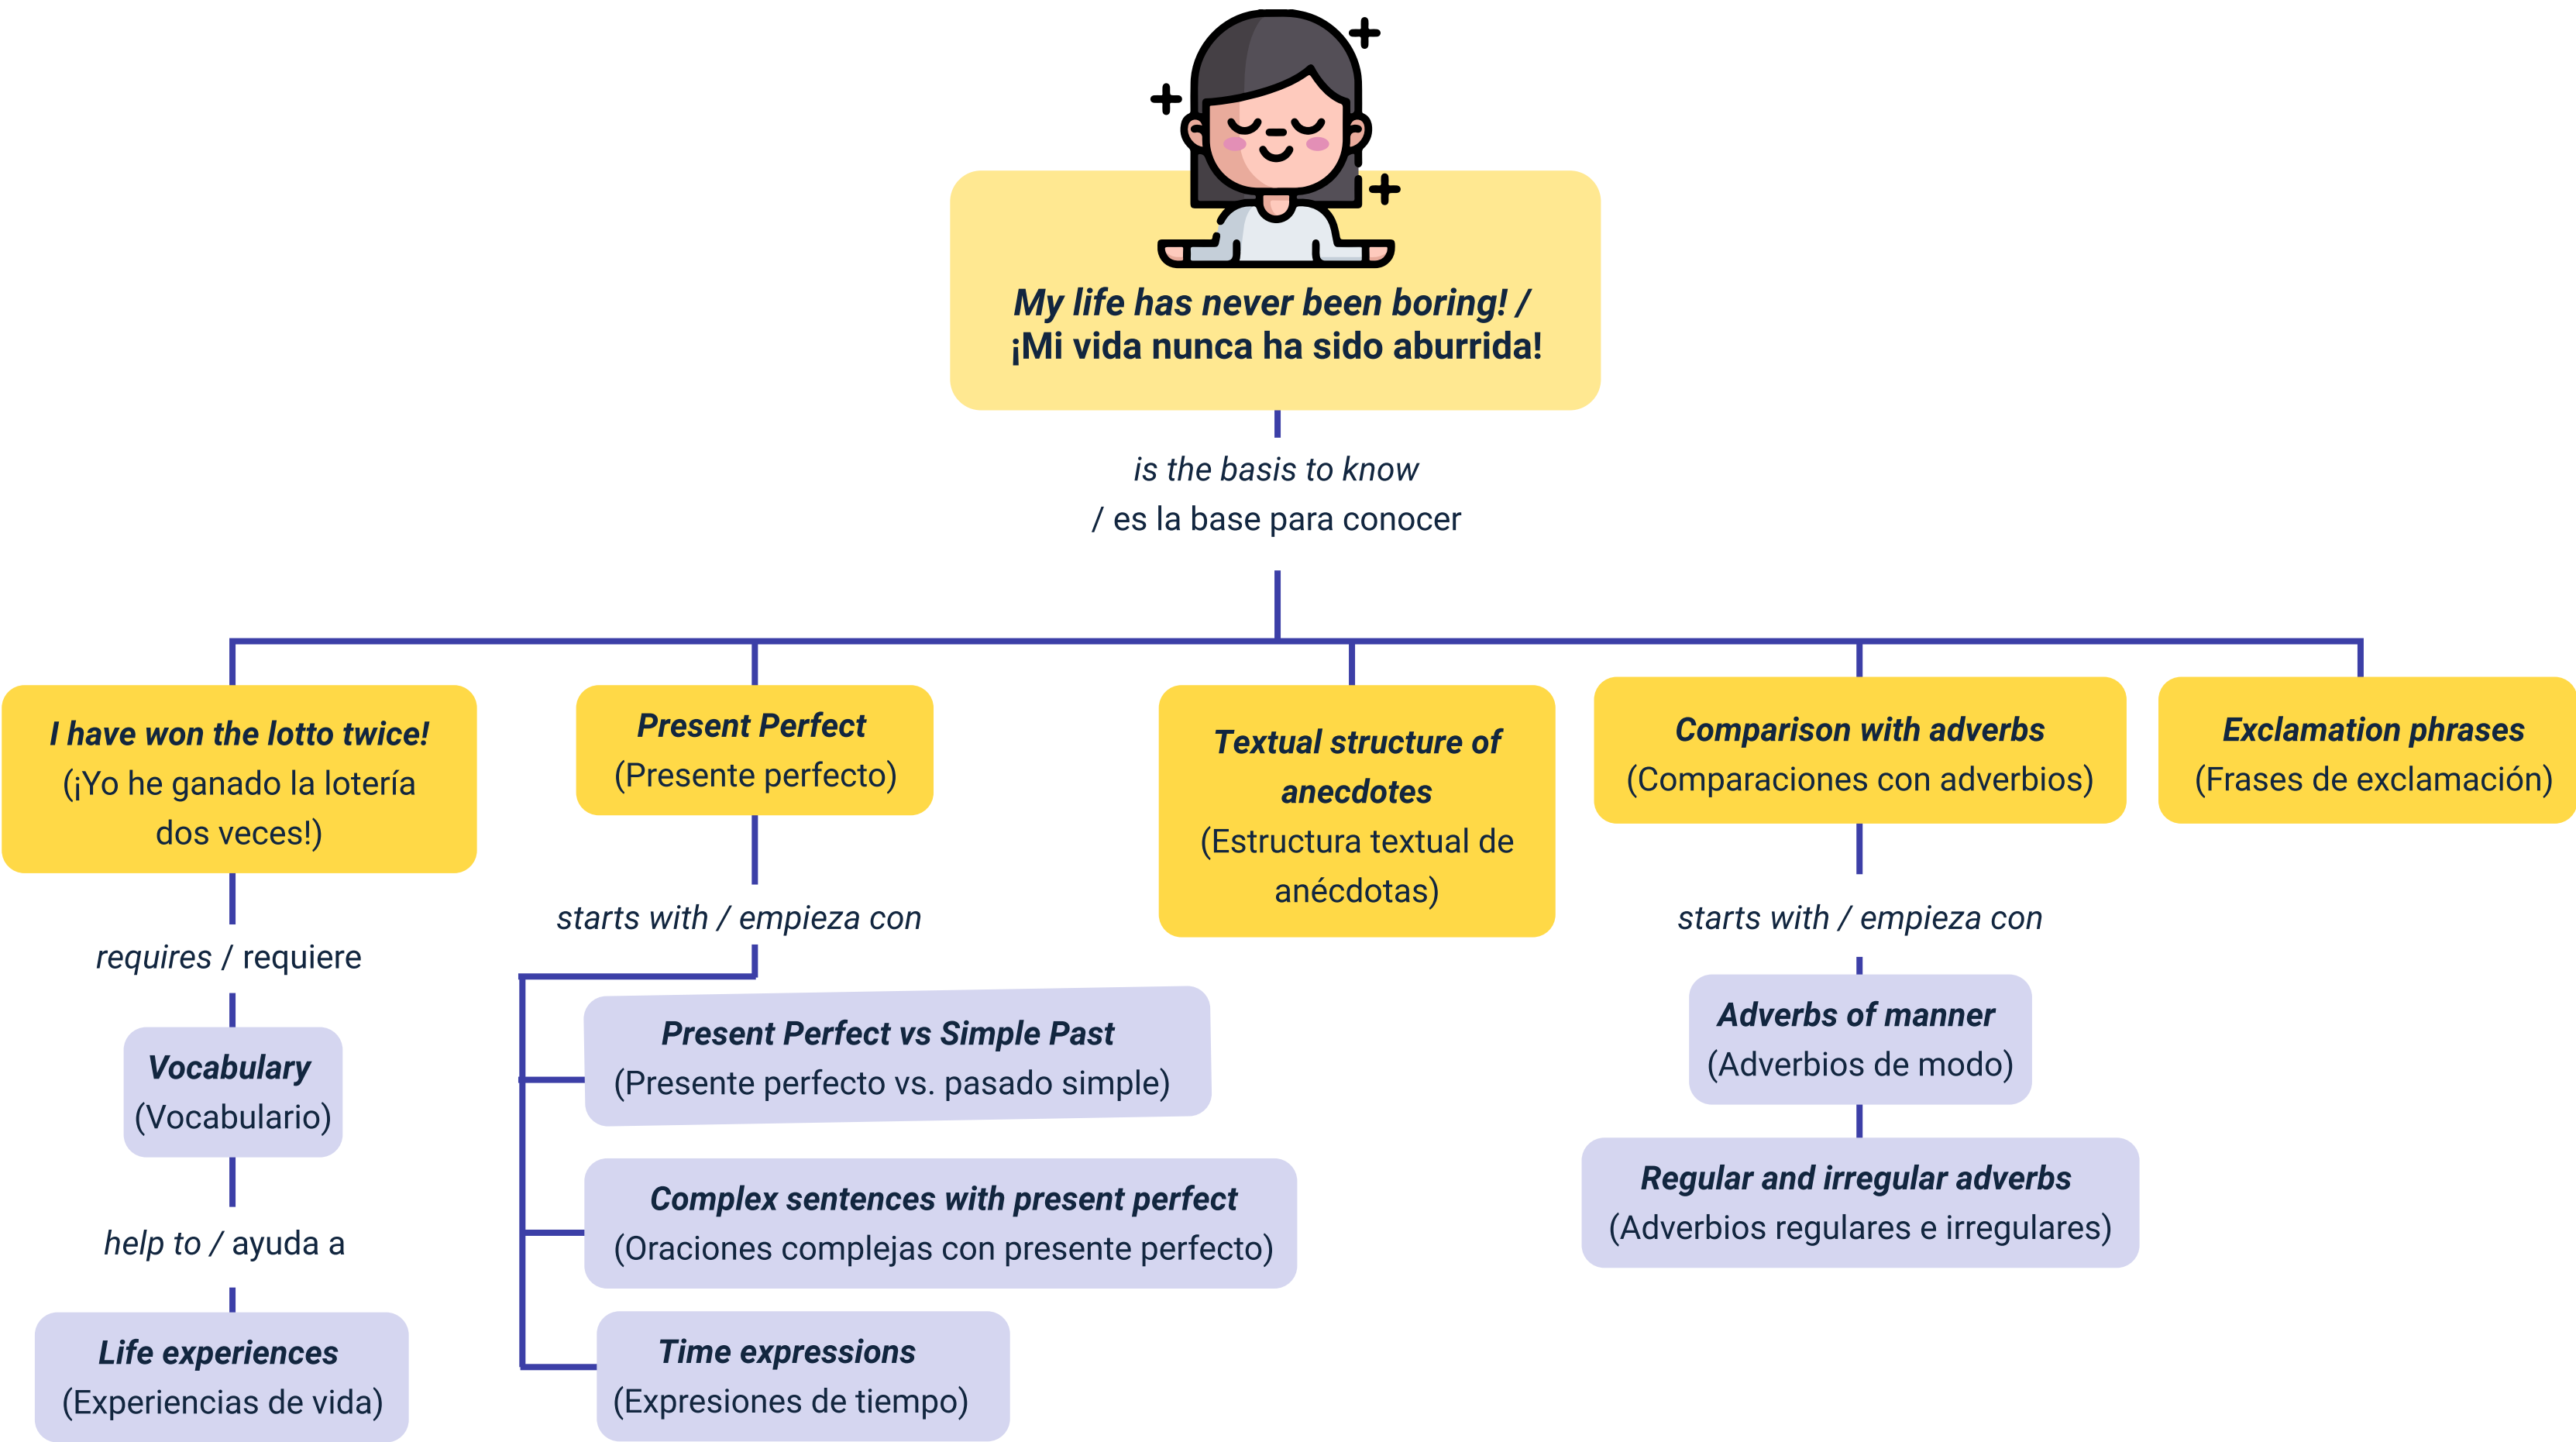 My life has never been boring! /
¡Mi vida nunca ha sido aburrida!
is the basis to know
/ es la base para conocer
I have won the lotto twice!
(¡Yo he ganado la lotería
dos veces!)
requires / requiere
Vocabulary
(Vocabulario)
help to / ayuda a
Life experiences
(Experiencias de vida)
Present Perfect
(Presente perfecto)
starts with / empieza con
Present Perfect vs Simple Past
(Presente perfecto vs. pasado simple)
Complex sentences with present perfect
(Oraciones complejas con presente perfecto)
Time expressions
(Expresiones de tiempo)
Textual structure of
anecdotes
(Estructura textual de
anécdotas)
Comparison with adverbs
(Comparaciones con adverbios)
starts with / empieza con
Adverbs of manner
(Adverbios de modo)
Regular and irregular adverbs
(Adverbios regulares e irregulares)
Exclamation phrases
(Frases de exclamación)